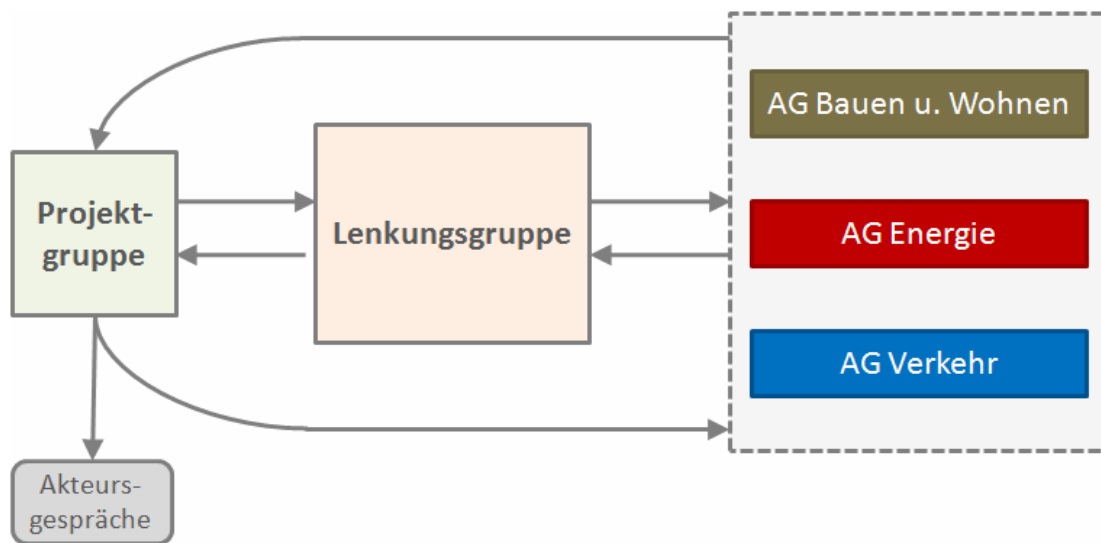 AG Bauen u. Wohnen
Projekt-
gruppe
Lenkungsgruppe
AG Energie
AG Verkehr
Akteurs-
gespräche